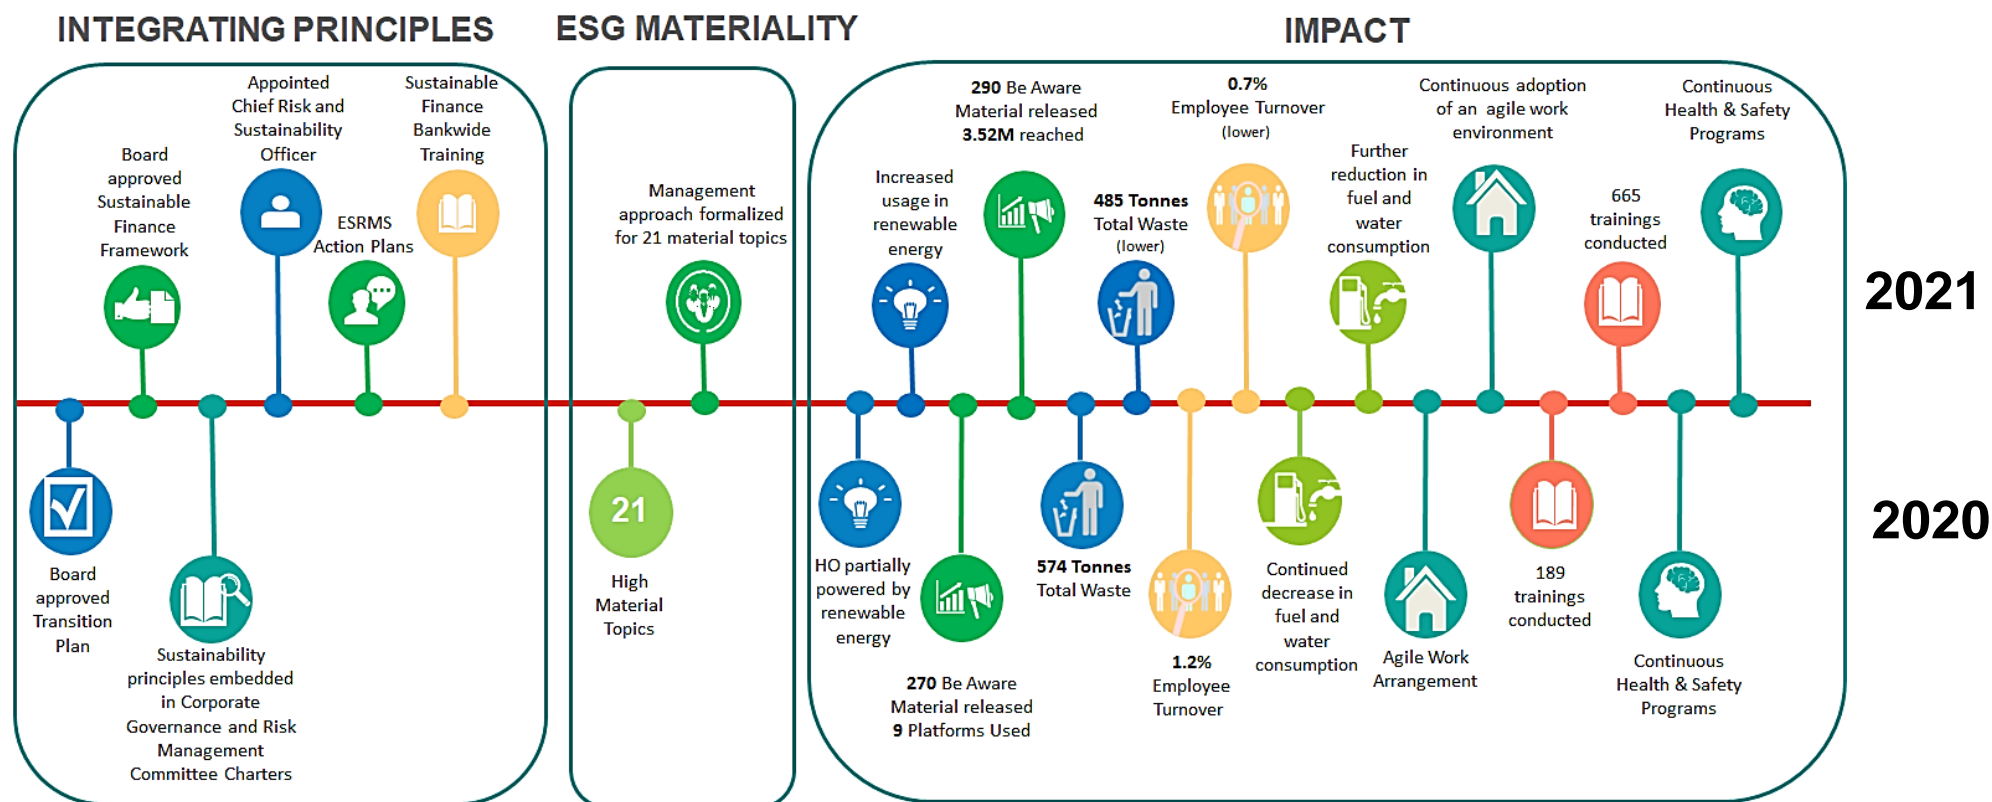 INTEGRATING PRINCIPLES
ESG MATERIALITY
IMPACT
Board
approved
Sustainable
Finance
Framework
Appointed
Chief Risk and
Sustainability
Officer
ESRMS
Action Plans
Sustainable
Finance
Bankwide
Training
Management
approach formalized
for 21 material topics
Increased
usage in
renewable
energy
290 Be Aware
Material released
3.52M reached
485 Tonnes
Total Waste
(lower)
0.7%
Employee Turnover
(lower)
Further
reduction in
fuel and
water
consumption
Continuous adoption
of an agile work
environment
665
trainings
conducted
Continuous
Health & Safety
Programs
2021
Board
approved
Transition
Plan
Sustainability
principles embedded
in Corporate
Governance and Risk
Management
Committee Charters
21
High
Material
Topics
HO partially
powered by
renewable
energy
270 Be Aware
Material released
9 Platforms Used
574 Tonnes
Total Waste
1.2%
Employee
Turnover
Continued
decrease in
fuel and
water
consumption
Agile Work
Arrangement
189
trainings
conducted
Continuous
Health & Safety
Programs
2020